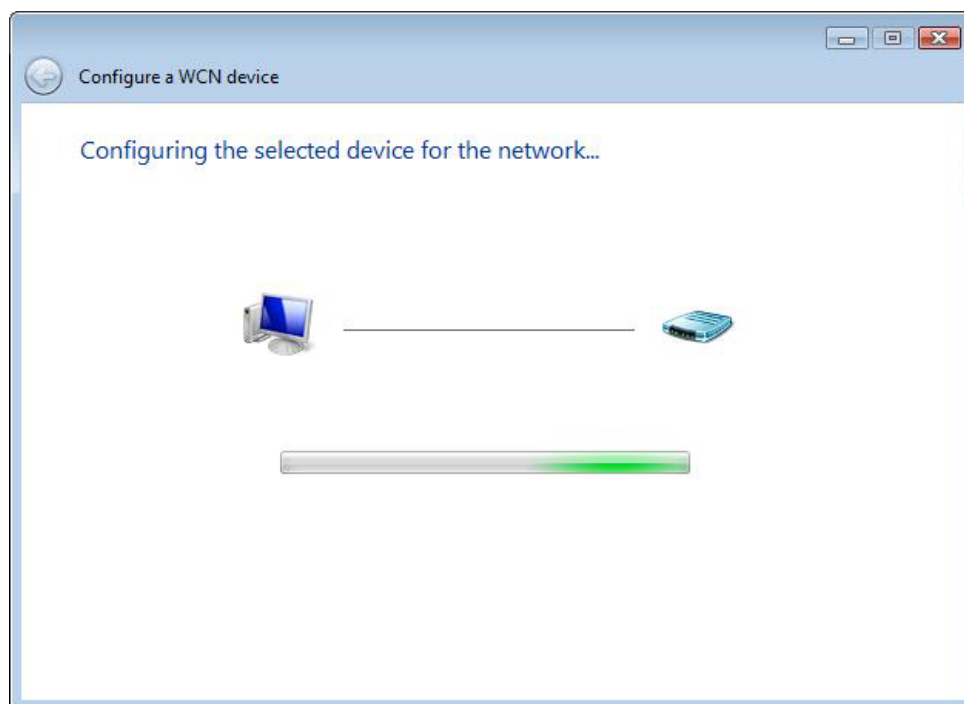 Configure a WCN device
Configuring the selected device for the network...